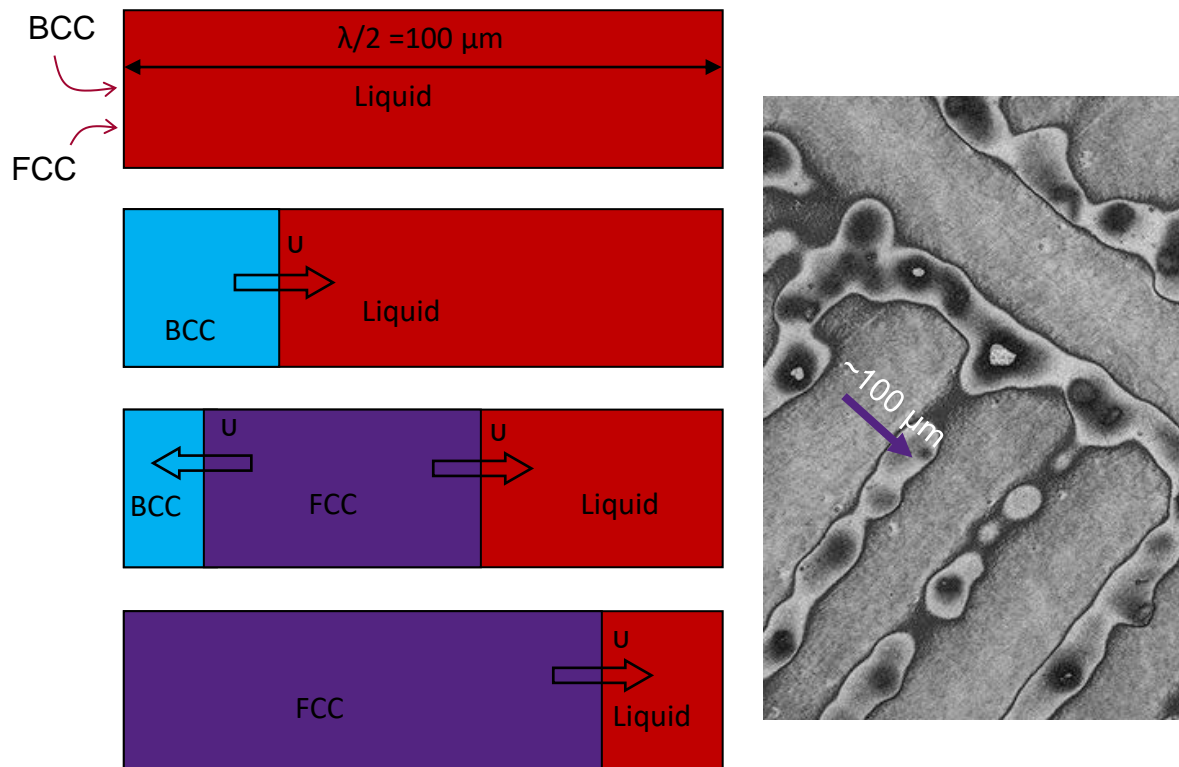 BCC
FCC
λ/2 =100 µm
Liquid
U
BCC
Liquid
U
U
BCC
FCC
Liquid
U
FCC
Liquid
~100 µm